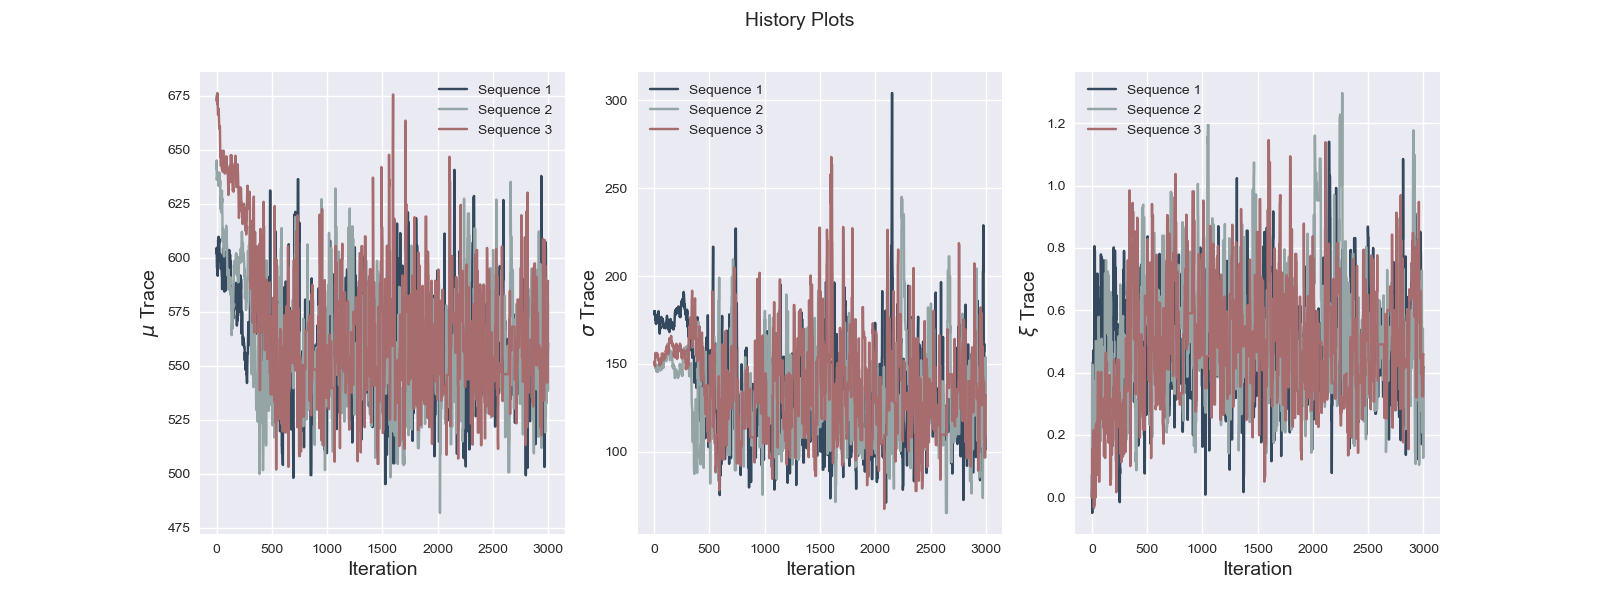 History Plots
μ Trace
675
650
625
600
575
550
525
500
475
Sequence 1
Sequence 2
Sequence 3
0 500 1000 1500 2000 2500 3000
Iteration
σ Trace
300
250
200
150
100
Sequence 1
Sequence 2
Sequence 3
0 500 1000 1500 2000 2500 3000
Iteration
ξ Trace
1.2
1.0
0.8
0.6
0.4
0.2
0.0
Sequence 1
Sequence 2
Sequence 3
0 500 1000 1500 2000 2500 3000
Iteration